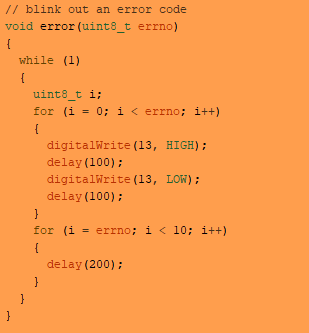 // blink out an error code
void error(uint8_t errno)
{
  while (1)
  {
    uint8_t i;
    for (i = 0; i < errno; i++)
    {
      digitalWrite(13, HIGH);
      delay(100);
      digitalWrite(13, LOW);
      delay(100);
    }
    for (i = errno; i < 10; i++)
    {
      delay(200);
    }
  }
}